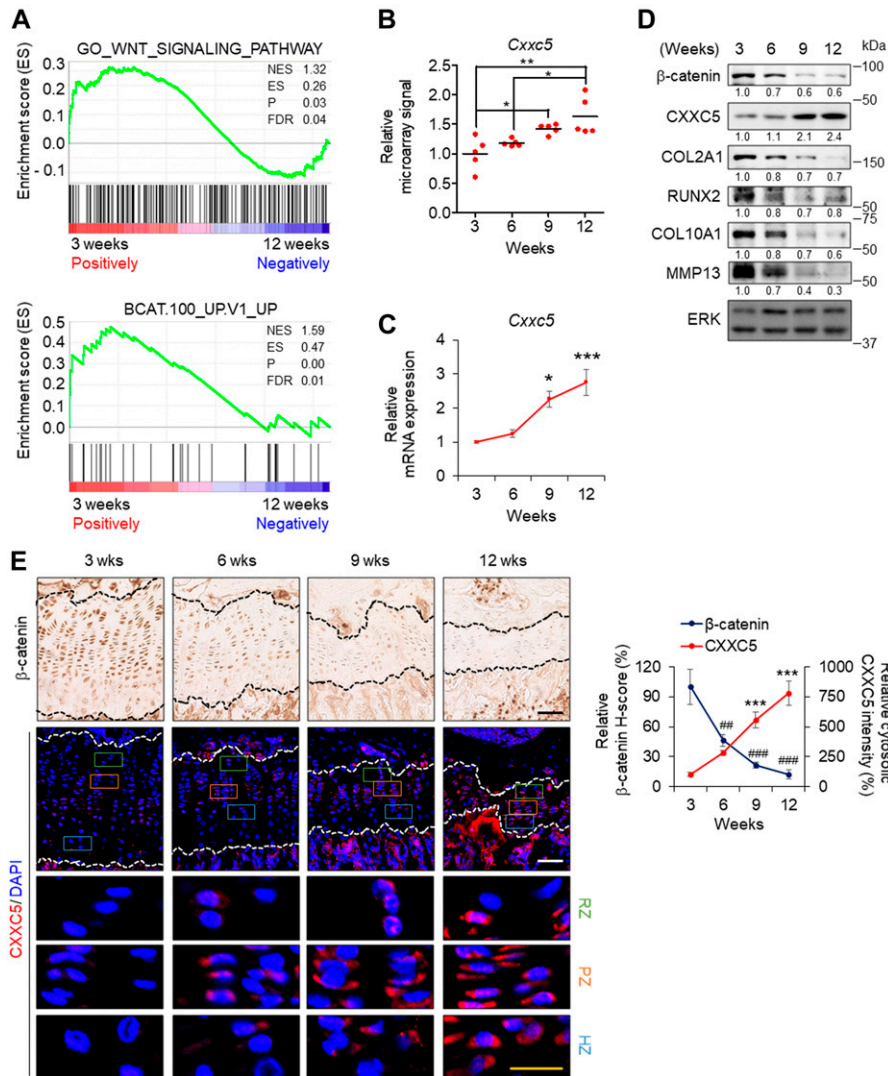 A
GO_WNT_SIGNALING_PATHWAY
Enrichment score (ES)
0.3
0.2
0.1
0.0
- 0.1
NES 1.32
ES 0.26
P 0.03
FDR 0.04
3 weeks 12 weeks
Positively Negatively
BCAT.100_UP.V1_UP
Enrichment score (ES)
0.5
0.4
0.3
0.2
0.1
0.0
NES 1.59
ES 0.47
P 0.00
FDR 0.01
3 weeks 12 weeks
Positively Negatively
B
Cxxc5
Relative
microarray signal
2.5
2.0
1.5
1.0
0.5
0.0
**
*
*
3 6 9 12
Weeks
C
Cxxc5
Relative
mRNA expression
4
3
2
1
0
*
***
3 6 9 12
Weeks
D
(Weeks) 3 6 9 12 kDa
β-catenin
1.0 0.7 0.6 0.6
100
50
CXXC5
1.0 1.1 2.1 2.4
COL2A1
1.0 0.8 0.7 0.7
150
RUNX2
1.0 0.8 0.7 0.8
50
75
COL10A1
1.0 0.8 0.7 0.6
MMP13
1.0 0.7 0.4 0.3
50
ERK
37
E
3 wks 6 wks 9 wks 12 wks
β-catenin
CXXC5/DAPI
RZ
PZ
HZ
β-catenin
CXXC5
Relative
β-catenin H-score (%)
120
90
60
30
0
##
###
###
***
***
1000
750
500
250
0
Relative cytosolic
CXXC5 intensity (%)
3 6 9 12
Weeks